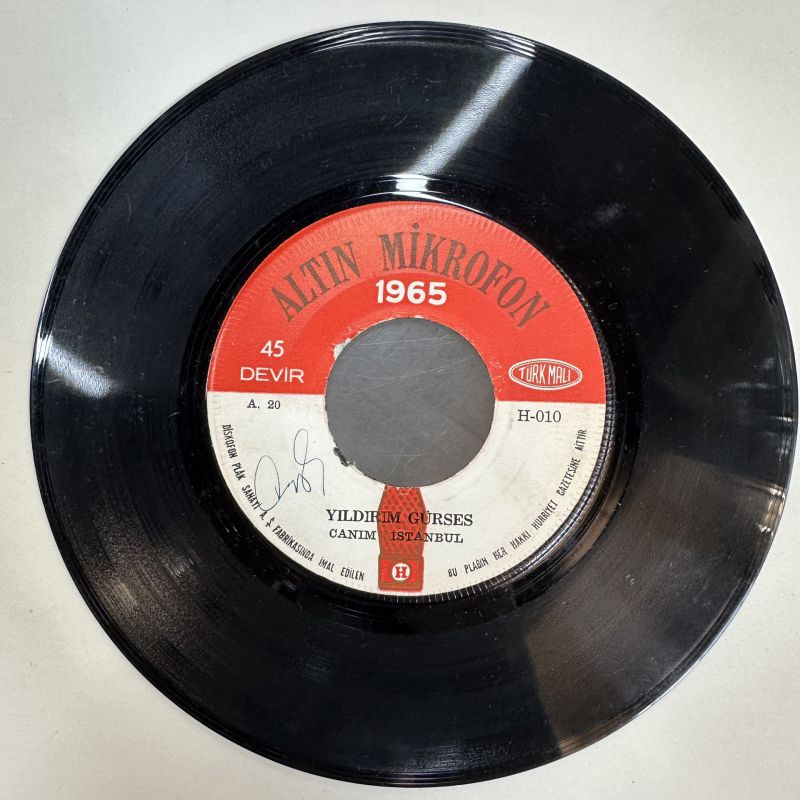 ALTIN MİKROFON
1965
45
DEVİR
TÜRK MALI
A. 20
H-010
YILDIRIM GÜRSES
CANIM İSTANBUL
H
DİSKOFON PLÂK SANAYİ A. Ş. FABRİKASINDA İMAL EDİLEN
BU PLAĞIN HER HAKKI HÜRRİYET GAZETESİNE AİTTİR